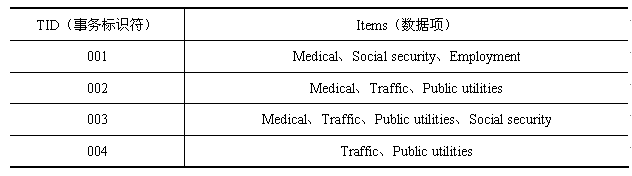 TID（事务标识符） Items（数据项）
001 Medical、Social security、Employment
002 Medical、Traffic、Public utilities
003 Medical、Traffic、Public utilities、Social security
004 Traffic、Public utilities